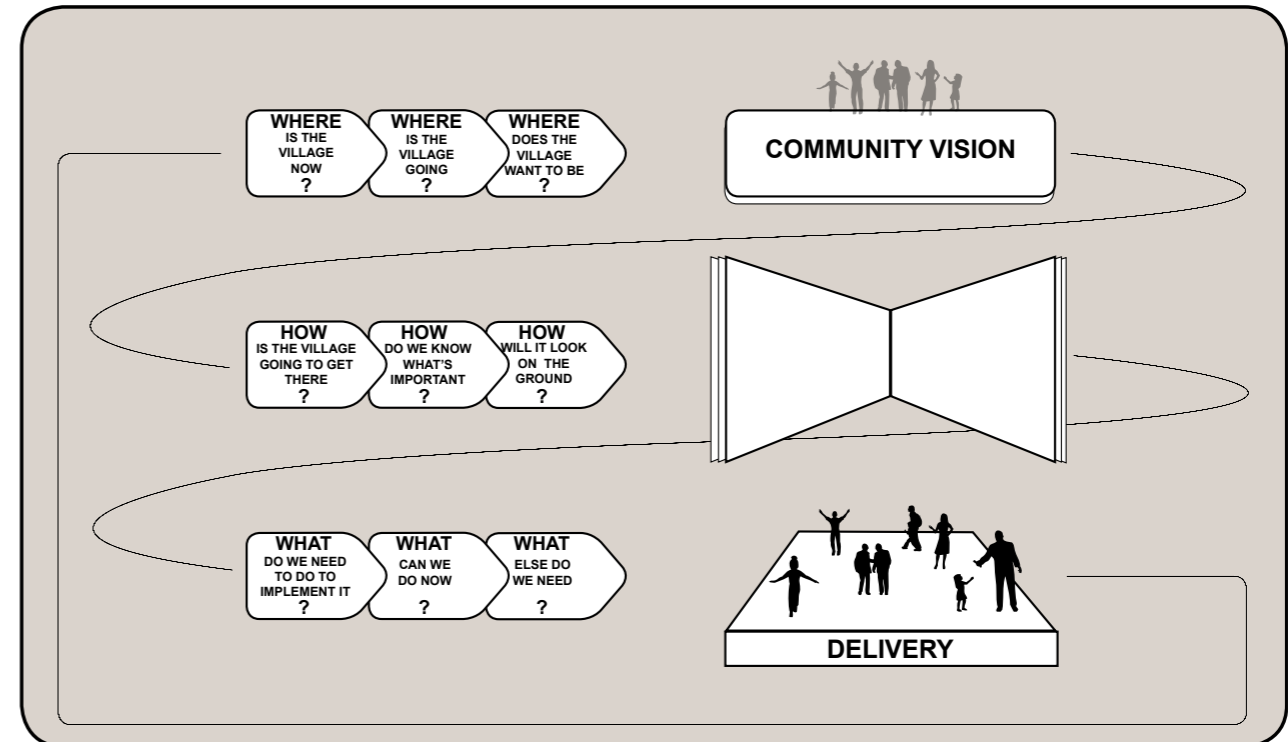 WHERE
IS THE
VILLAGE
NOW
?
WHERE
IS THE
VILLAGE
GOING
?
WHERE
DOES THE
VILLAGE
WANT TO BE
?
COMMUNITY VISION
HOW
IS THE VILLAGE
GOING TO GET
THERE
?
HOW
DO WE KNOW
WHAT'S
IMPORTANT
?
HOW
WILL IT LOOK
ON THE
GROUND
?
WHAT
DO WE NEED
TO DO TO
IMPLEMENT IT
?
WHAT
CAN WE
DO NOW
?
WHAT
ELSE DO
WE NEED
?
DELIVERY